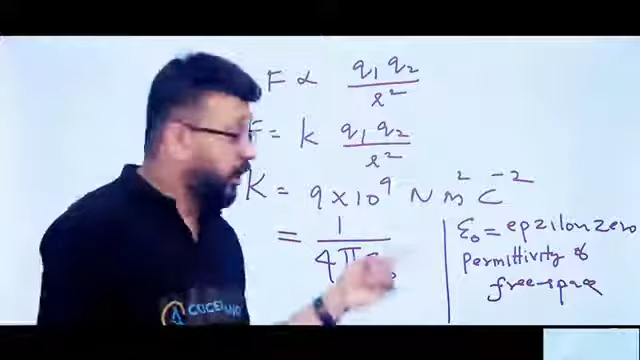 F ∝ q₁ q₂ / r²
F = k q₁ q₂ / r²
K = 9 × 10⁹ N m² C⁻²
= 1 / 4π
ε₀ = epzilon zero
permittivity of
free-space